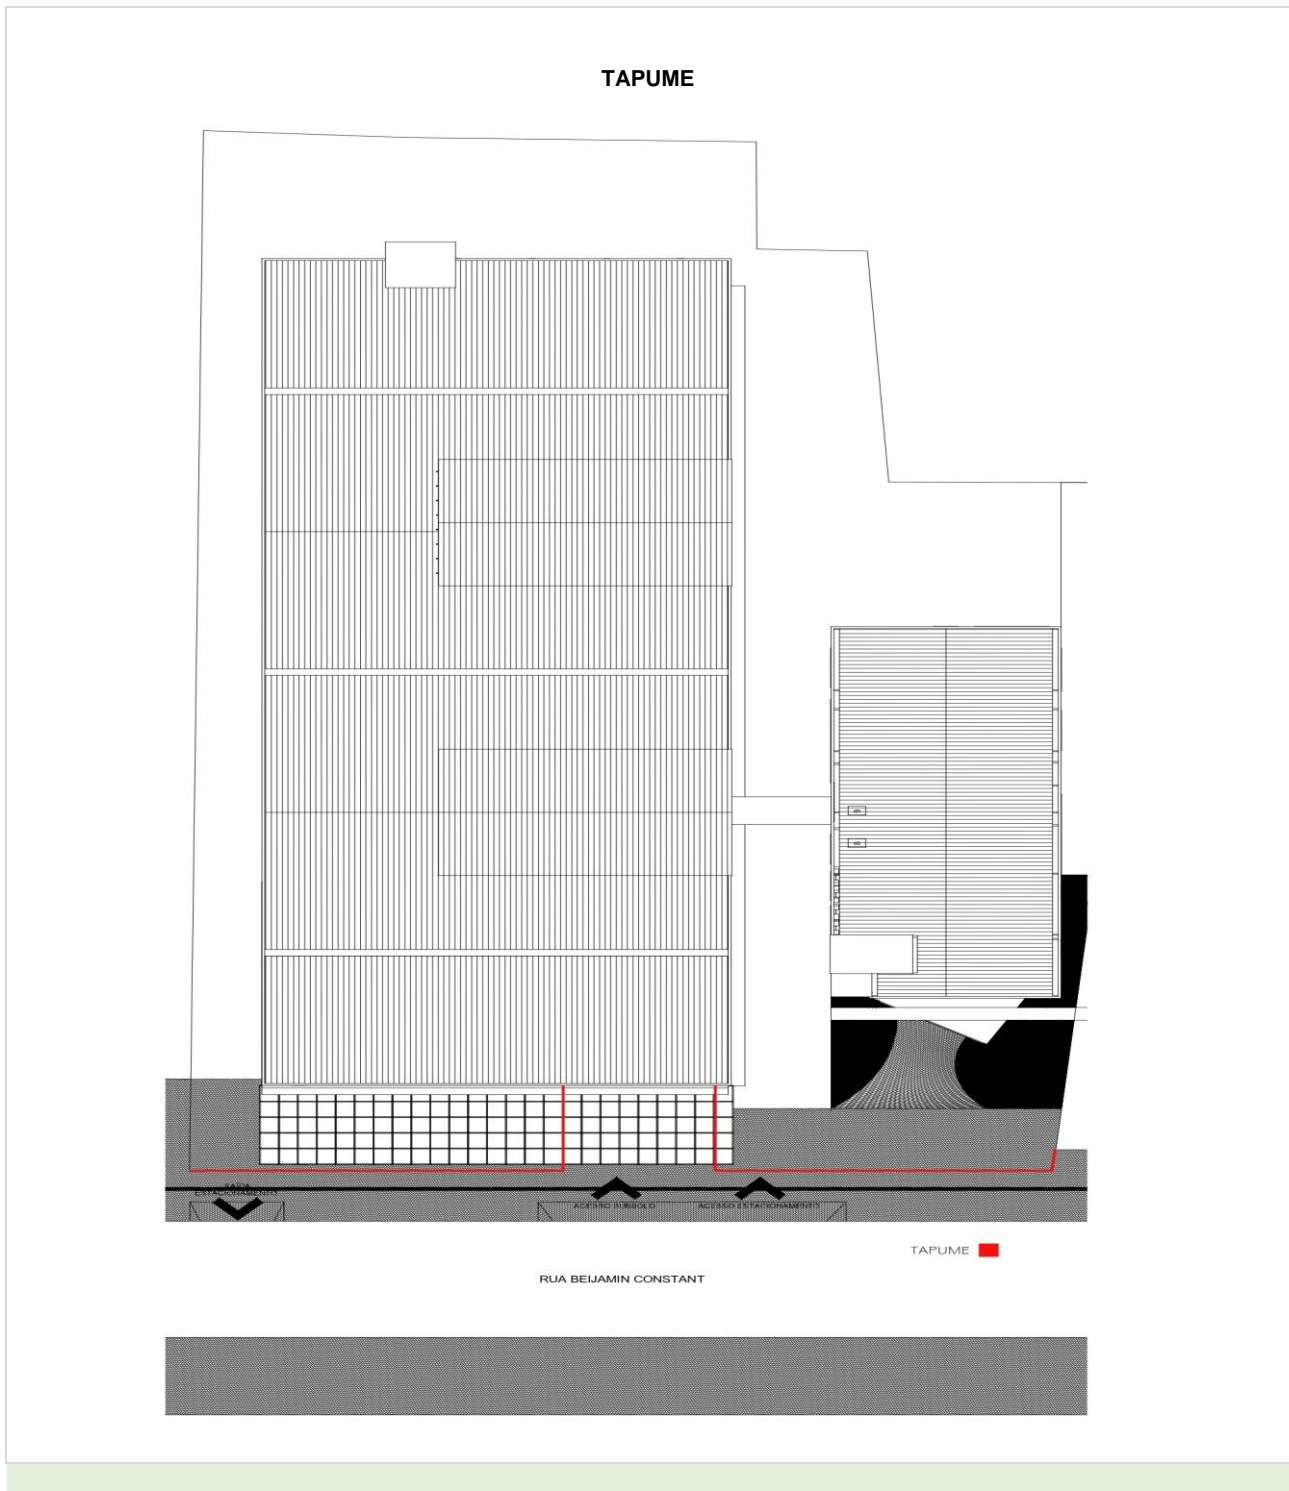 TAPUME
SAÍDA
ESTACIONAMENTO
ACESSO SUBSOLO
ACESSO ESTACIONAMENTO
TAPUME
RUA BEIJAMIN CONSTANT